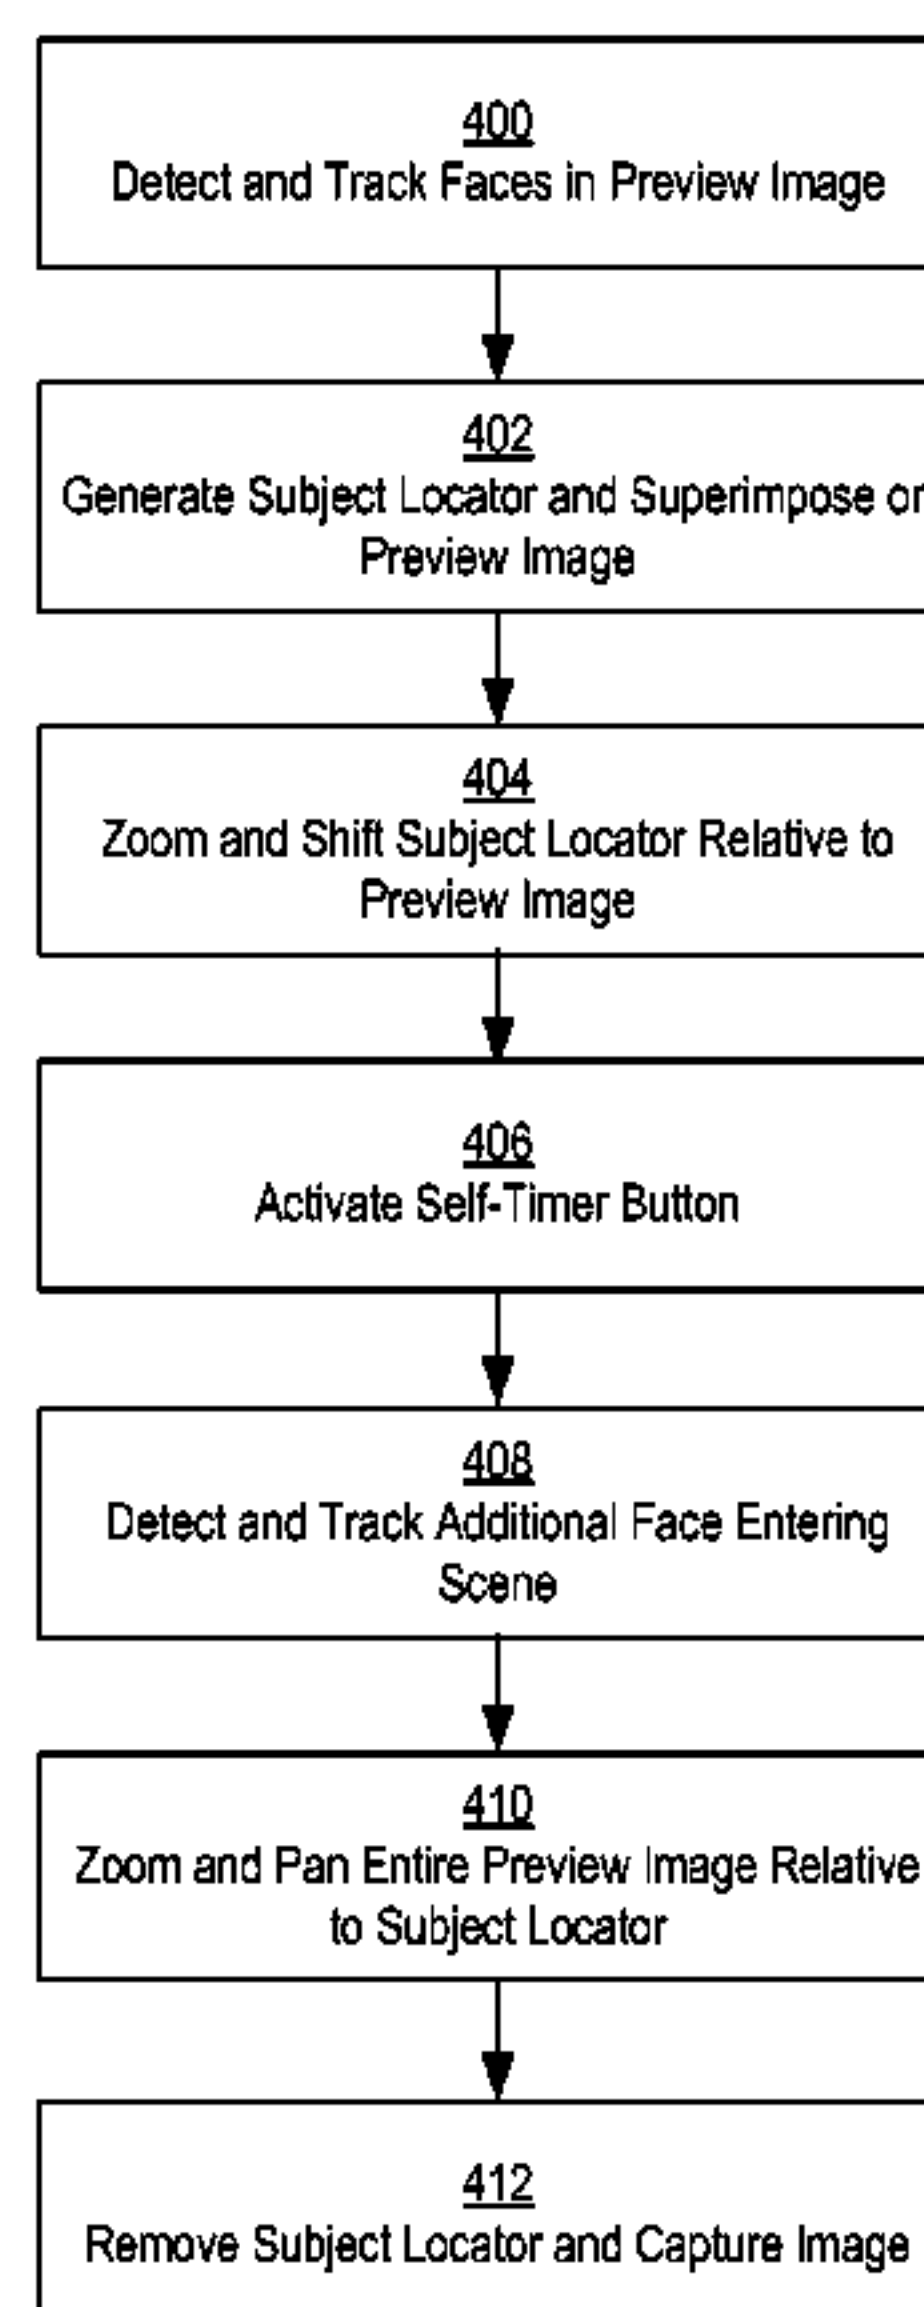 400
Detect and Track Faces in Preview Image
402
Generate Subject Locator and Superimpose on
Preview Image
404
Zoom and Shift Subject Locator Relative to
Preview Image
406
Activate Self-Timer Button
408
Detect and Track Additional Face Entering
Scene
410
Zoom and Pan Entire Preview Image Relative
to Subject Locator
412
Remove Subject Locator and Capture Image